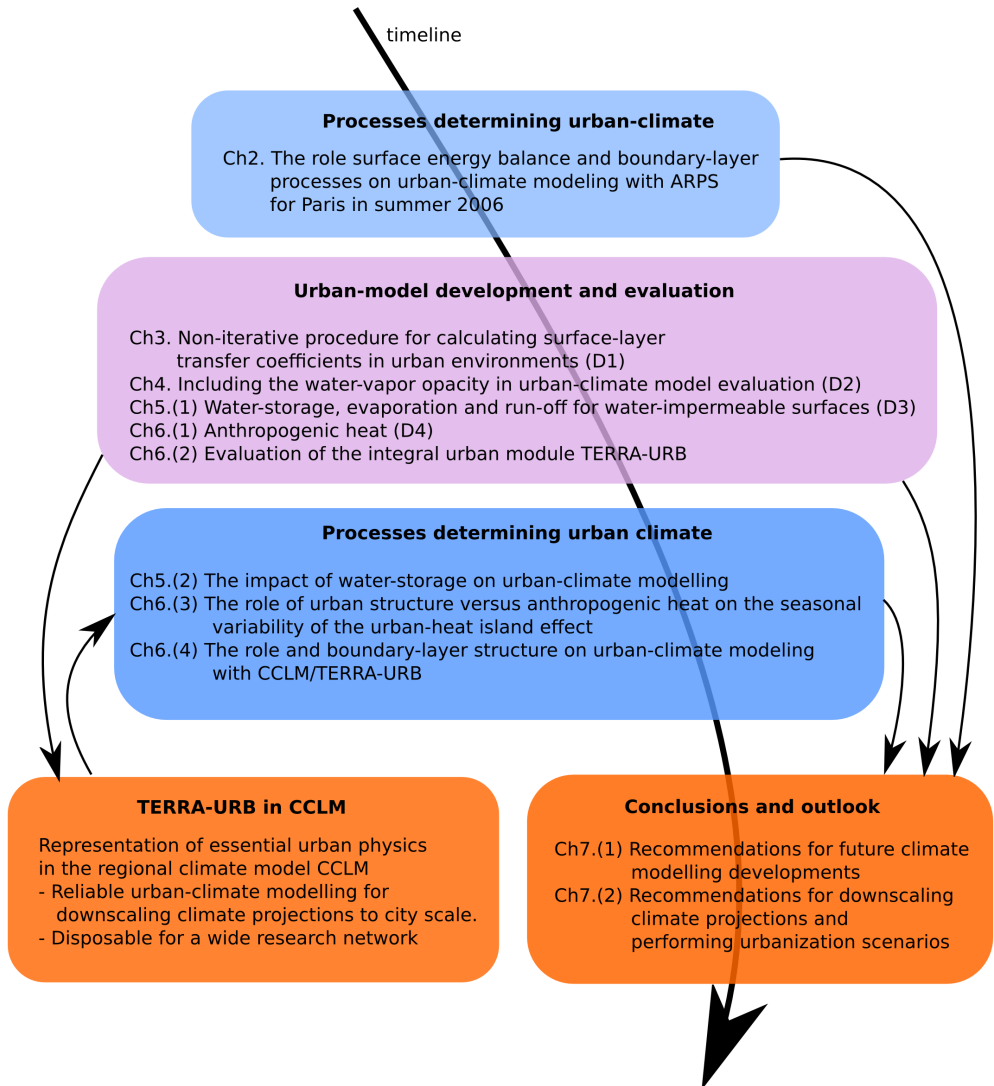 timeline
Processes determining urban-climate
Ch2. The role surface energy balance and boundary-layer
processes on urban-climate modeling with ARPS
for Paris in summer 2006
Urban-model development and evaluation
Ch3. Non-iterative procedure for calculating surface-layer
transfer coefficients in urban environments (D1)
Ch4. Including the water-vapor opacity in urban-climate model evaluation (D2)
Ch5.(1) Water-storage, evaporation and run-off for water-impermeable surfaces (D3)
Ch6.(1) Anthropogenic heat (D4)
Ch6.(2) Evaluation of the integral urban module TERRA-URB
Processes determining urban climate
Ch5.(2) The impact of water-storage on urban-climate modelling
Ch6.(3) The role of urban structure versus anthropogenic heat on the seasonal
variability of the urban-heat island effect
Ch6.(4) The role and boundary-layer structure on urban-climate modeling
with CCLM/TERRA-URB
TERRA-URB in CCLM
Representation of essential urban physics
in the regional climate model CCLM
- Reliable urban-climate modelling for
downscaling climate projections to city scale.
- Disposable for a wide research network
Conclusions and outlook
Ch7.(1) Recommendations for future climate
modelling developments
Ch7.(2) Recommendations for downscaling
climate projections and
performing urbanization scenarios